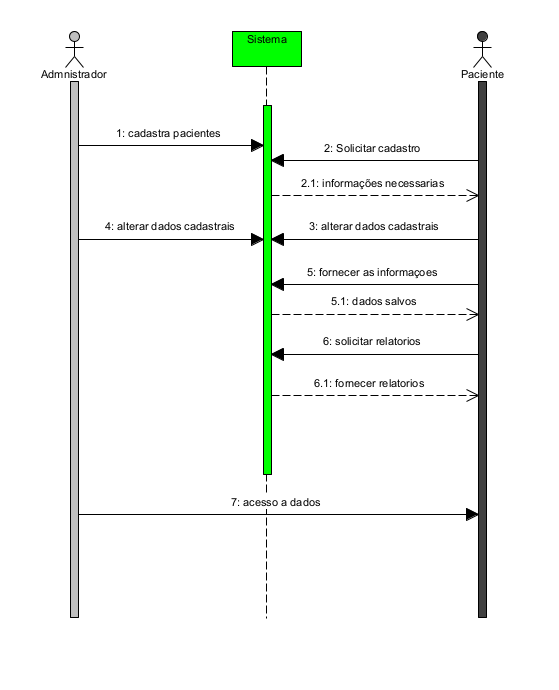 Sistema
Admnistrador
Paciente
1: cadastra pacientes
2: Solicitar cadastro
2.1: informações necessarias
4: alterar dados cadastrais
3: alterar dados cadastrais
5: fornecer as informaçoes
5.1: dados salvos
6: solicitar relatorios
6.1: fornecer relatorios
7: acesso a dados